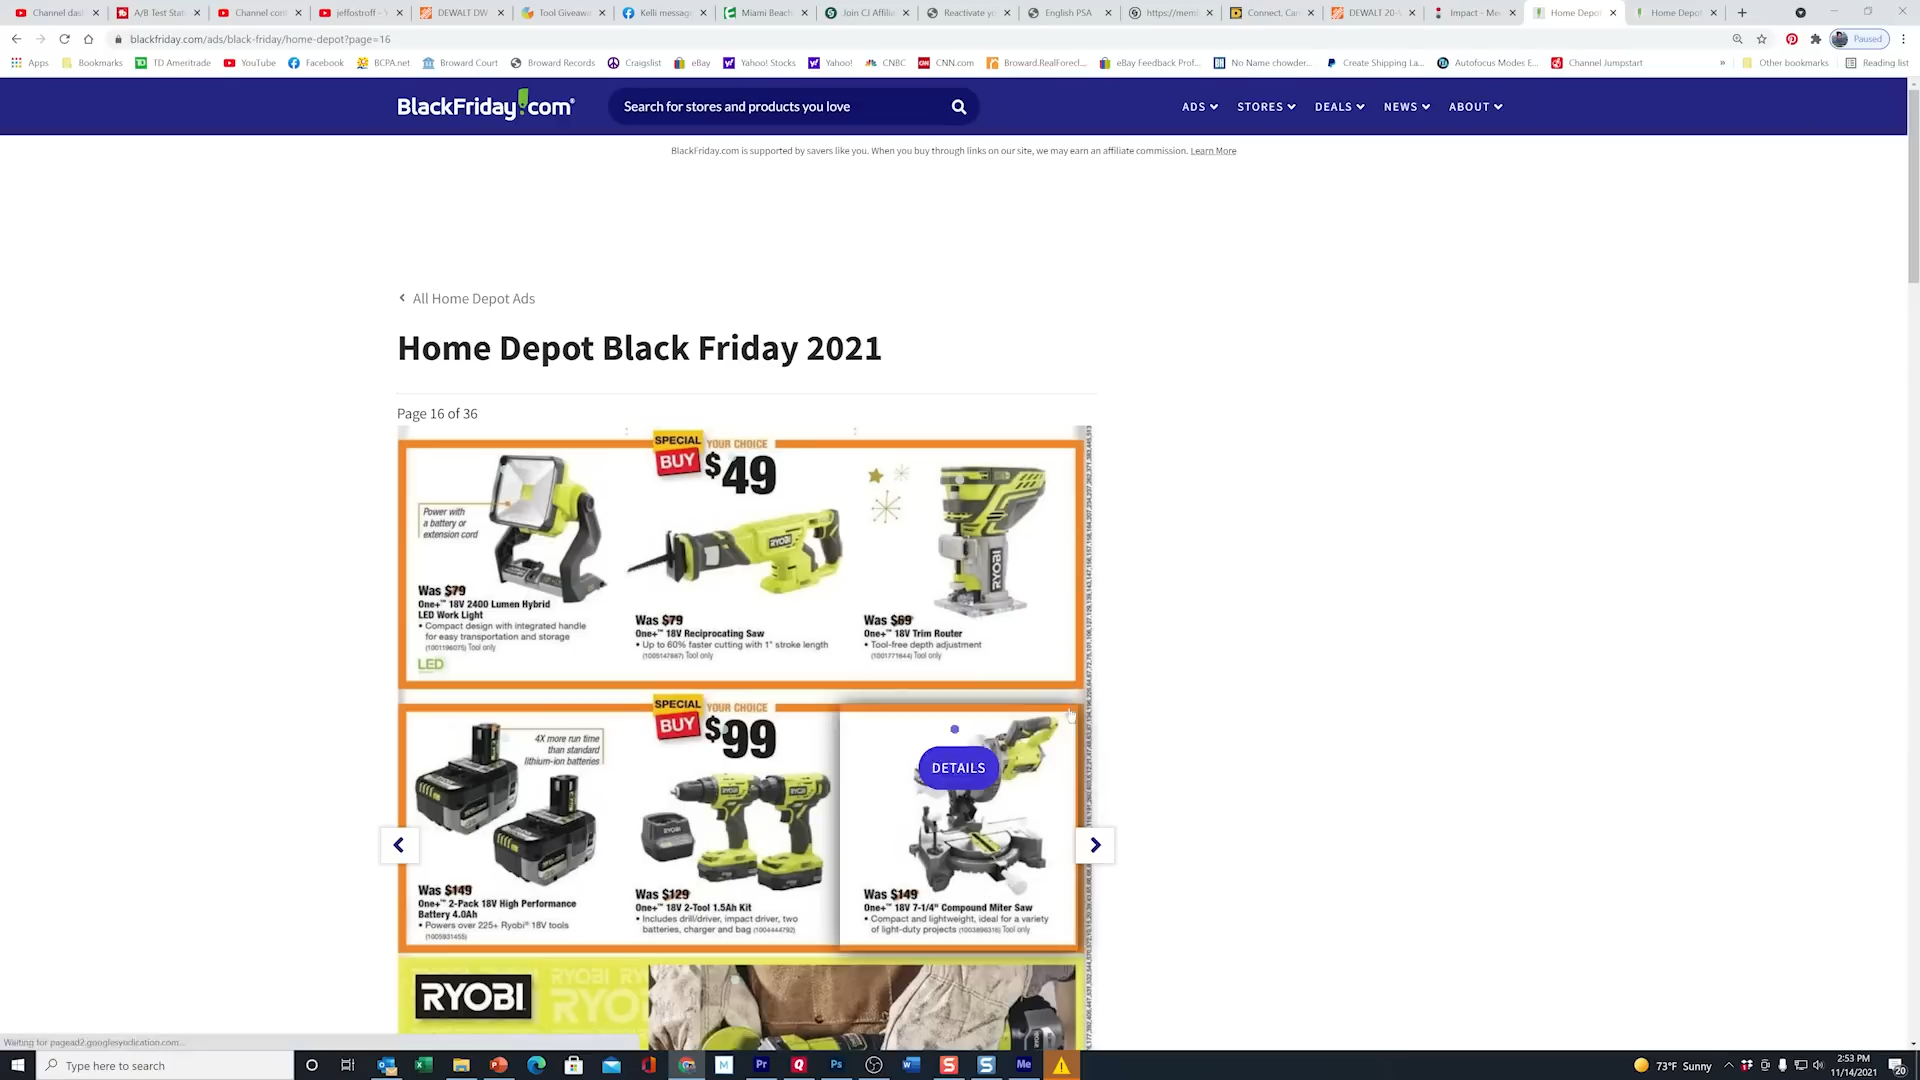 Channel das
A/B Test Stat
Channel cont
jeffostroff - Y
DEWALT DW
Tool Giveaw
Kelli messag
Miami Beach
Join CJ Affilia
Reactivate yo
English PSA
https://mem
Connect, Ca
DEWALT 20-V
Impact - Me
Home Depot
Home Depot
blackfriday.com/ads/black-friday/home-depot?page=16
Paused
Apps
Bookmarks
TD Ameritrade
YouTube
Facebook
BCPA.net
Broward Court
Broward Records
Craigslist
eBay
Yahoo! Stocks
Yahoo!
CNBC
CNN.com
Broward.RealForecl...
eBay Feedback Prof...
No Name chowder...
Create Shipping La...
Autofocus Modes E...
Channel Jumpstart
»
Other bookmarks
Reading list
BlackFriday.com
Search for stores and products you love
ADS
STORES
DEALS
NEWS
ABOUT
BlackFriday.com is supported by savers like you. When you buy through links on our site, we may earn an affiliate commission. Learn More
All Home Depot Ads
Home Depot Black Friday 2021
Page 16 of 36
SPECIAL BUY
YOUR CHOICE
$49
Power with
a battery or
extension cord
Was $79
One+™ 18V 2400 Lumen Hybrid
LED Work Light
• Compact design with integrated handle
for easy transportation and storage
(1001196075) Tool only
LED
RYOBI
Was $79
One+™ 18V Reciprocating Saw
• Up to 60% faster cutting with 1" stroke length
(1005147887) Tool only
RYOBI
Was $69
One+™ 18V Trim Router
• Tool-free depth adjustment
(1001771844) Tool only
SPECIAL BUY
YOUR CHOICE
$99
4X more run time
than standard
lithium-ion batteries
Was $149
One+™ 2-Pack 18V High Performance
Battery 4.0Ah
• Powers over 225+ Ryobi® 18V tools
(1005931455)
RYOBI
Was $129
One+™ 18V 2-Tool 1.5Ah Kit
• Includes drill/driver, impact driver, two
batteries, charger and bag (1004444792)
DETAILS
Was $149
One+™ 18V 7-1/4" Compound Miter Saw
• Compact and lightweight, ideal for a variety
of light-duty projects (1003896316) Tool only
RYOBI
RYOBI RYOBI RY
RYO
Waiting for pagead2.googlesyndication.com...
Type here to search
73°F Sunny
2:53 PM
11/14/2021
20